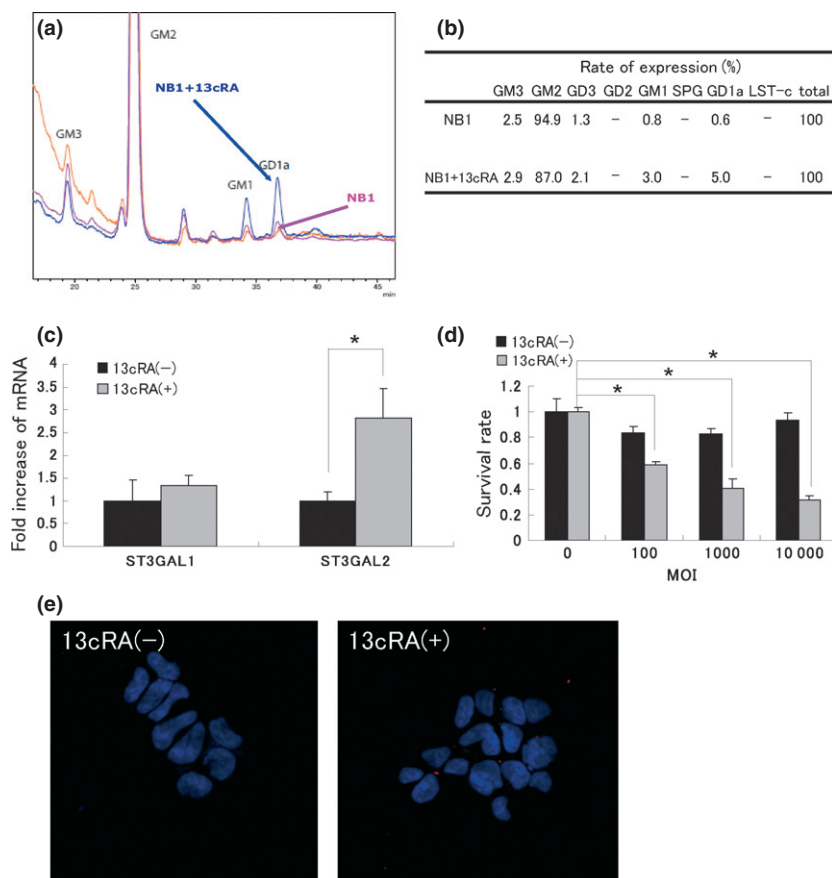 (a)
GM2
NB1+13cRA
GM3
GD1a
GM1
NB1
20 25 30 35 40 45
min
(b)
Rate of expression (%)
GM3 GM2 GD3 GD2 GM1 SPG GD1a LST-c total
NB1 2.5 94.9 1.3 – 0.8 – 0.6 – 100
NB1+13cRA 2.9 87.0 2.1 – 3.0 – 5.0 – 100
(c)
Fold increase of mRNA
4
3.5
3
2.5
2
1.5
1
0.5
0
13cRA(−)
13cRA(+)
*
ST3GAL1 ST3GAL2
(d)
13cRA(−)
13cRA(+)
*
*
*
Survival rate
1.2
1
0.8
0.6
0.4
0.2
0
0 100 1000 10 000
MOI
(e)
13cRA(−)
13cRA(+)